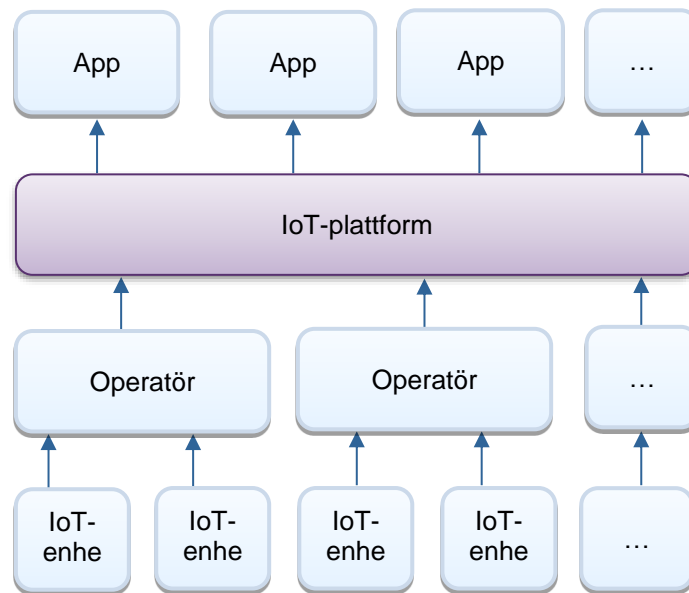 App
App
App
…
IoT-plattform
Operatör
Operatör
…
IoT-
enhe
IoT-
enhe
IoT-
enhe
IoT-
enhe
…